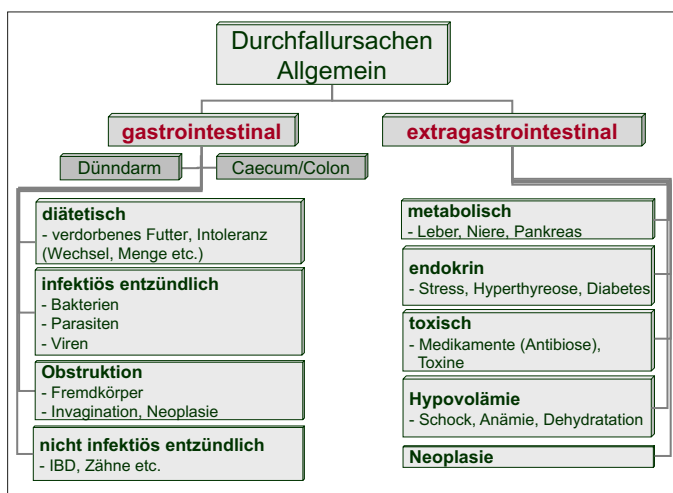 Durchfallursachen
Allgemein
gastrointestinal
Dünndarm
Caecum/Colon
diätetisch
- verdorbenes Futter, Intoleranz
(Wechsel, Menge etc.)
infektiös entzündlich
- Bakterien
- Parasiten
- Viren
Obstruktion
- Fremdkörper
- Invagination, Neoplasie
nicht infektiös entzündlich
- IBD, Zähne etc.
extragastrointestinal
metabolisch
- Leber, Niere, Pankreas
endokrin
- Stress, Hyperthyreose, Diabetes
toxisch
- Medikamente (Antibiose),
Toxine
Hypovolämie
- Schock, Anämie, Dehydratation
Neoplasie